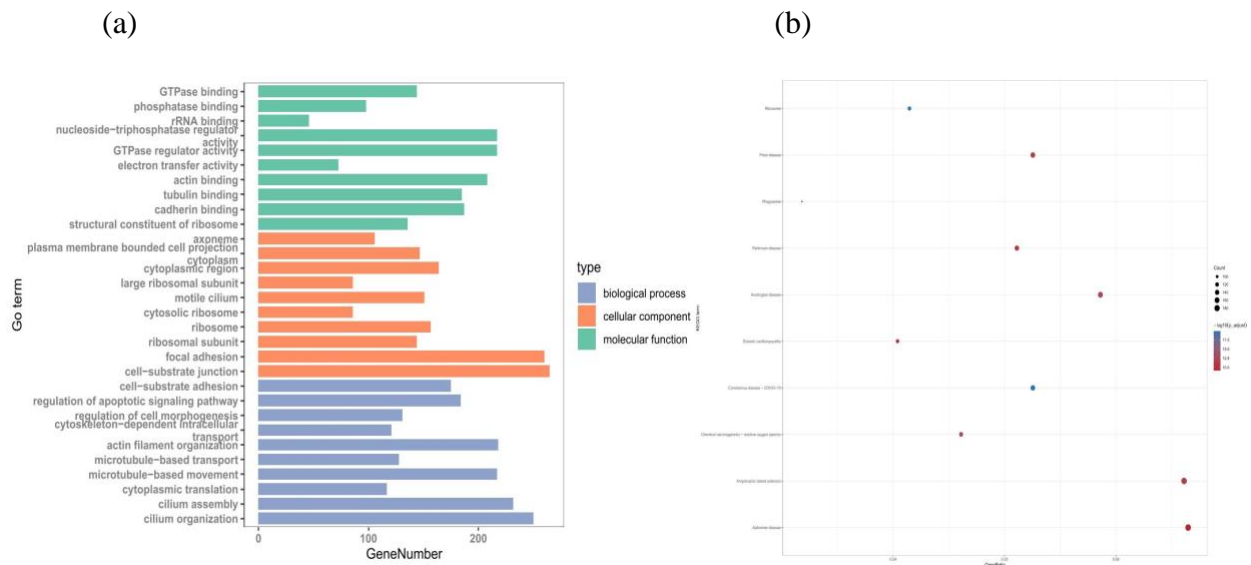 (a)
(b)
GTPase binding
phosphatase binding
rRNA binding
nucleoside−triphosphatase regulator
activity
GTPase regulator activity
electron transfer activity
actin binding
tubulin binding
cadherin binding
structural constituent of ribosome
axoneme
plasma membrane bounded cell projection
cytoplasm
cytoplasmic region
large ribosomal subunit
motile cilium
cytosolic ribosome
ribosome
ribosomal subunit
focal adhesion
cell−substrate junction
cell−substrate adhesion
regulation of apoptotic signaling pathway
regulation of cell morphogenesis
cytoskeleton−dependent intracellular
transport
actin filament organization
microtubule−based transport
microtubule−based movement
cytoplasmic translation
cilium assembly
cilium organization
Go term
0
100
200
GeneNumber
type
biological process
cellular component
molecular function
Ribosome
Prion disease
Phagosome
Parkinson disease
Huntington disease
Coronavirus disease − COVID−19
Alzheimer disease
Count